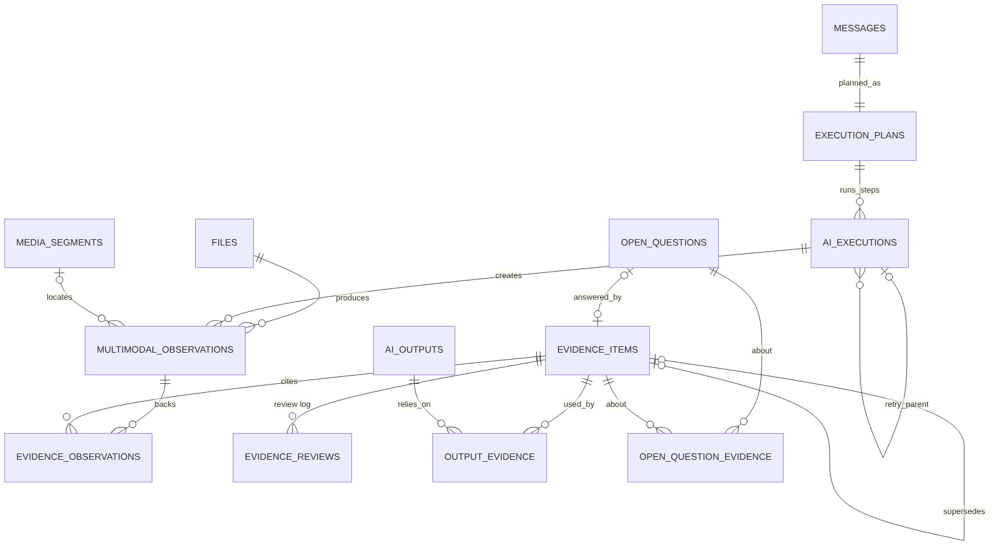 MESSAGES
planned_as
EXECUTION_PLANS
runs_steps
MEDIA_SEGMENTS
FILES
OPEN_QUESTIONS
AI_EXECUTIONS
creates
locates
produces
answered_by
MULTIMODAL_OBSERVATIONS
AI_OUTPUTS
EVIDENCE_ITEMS
about
cites
backs
review log
relies_on
used_by
about
retry_parent
EVIDENCE_OBSERVATIONS
EVIDENCE_REVIEWS
OUTPUT_EVIDENCE
OPEN_QUESTION_EVIDENCE
supersedes